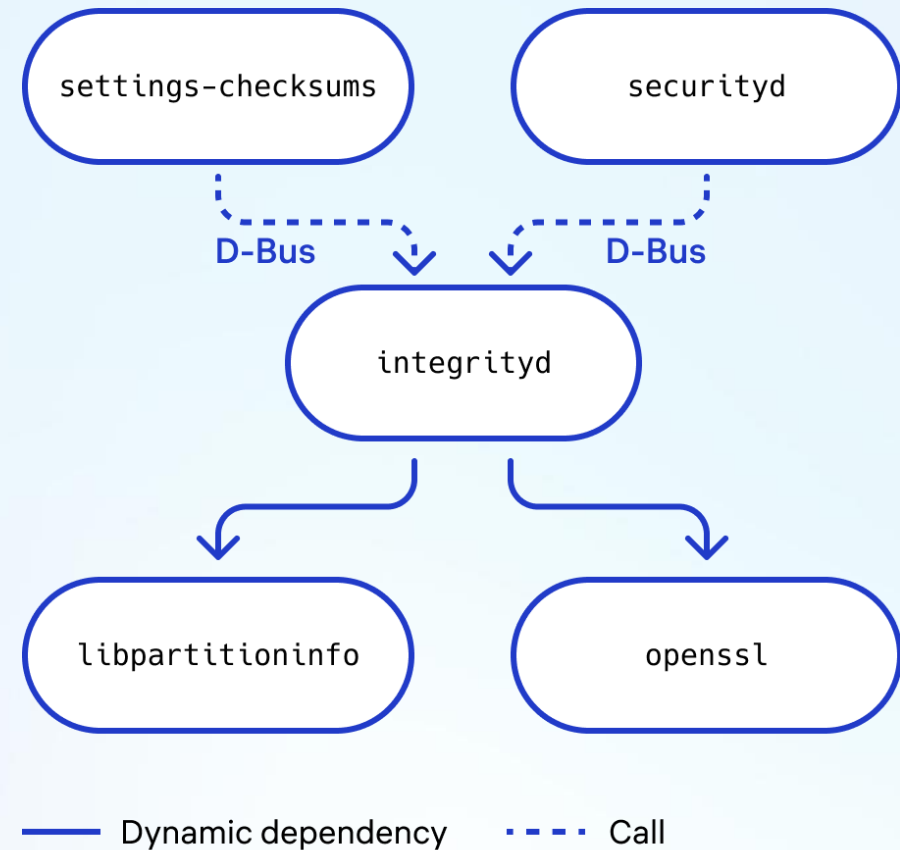 settings-checksums
securityd
D-Bus
D-Bus
integrityd
libpartitioninfo
openssl
Dynamic dependency
Call